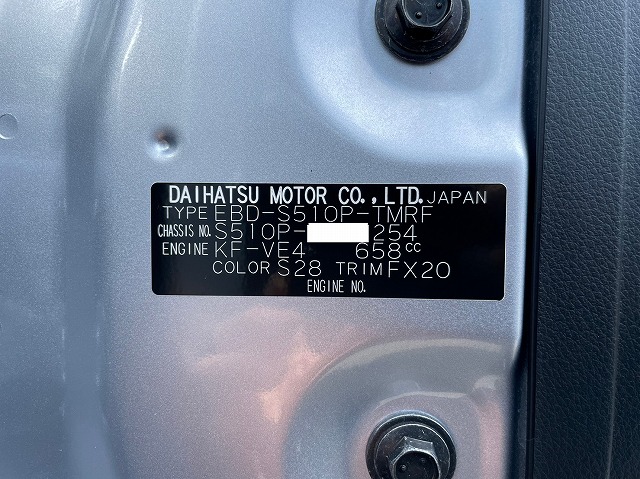 DAIHATSU MOTOR CO.,LTD. JAPAN
TYPE EBD-S510P-TMRF
CHASSIS NO. S510P- 254
ENGINE KF-VE4 658cc
COLOR S28 TRIM FX20
ENGINE NO.